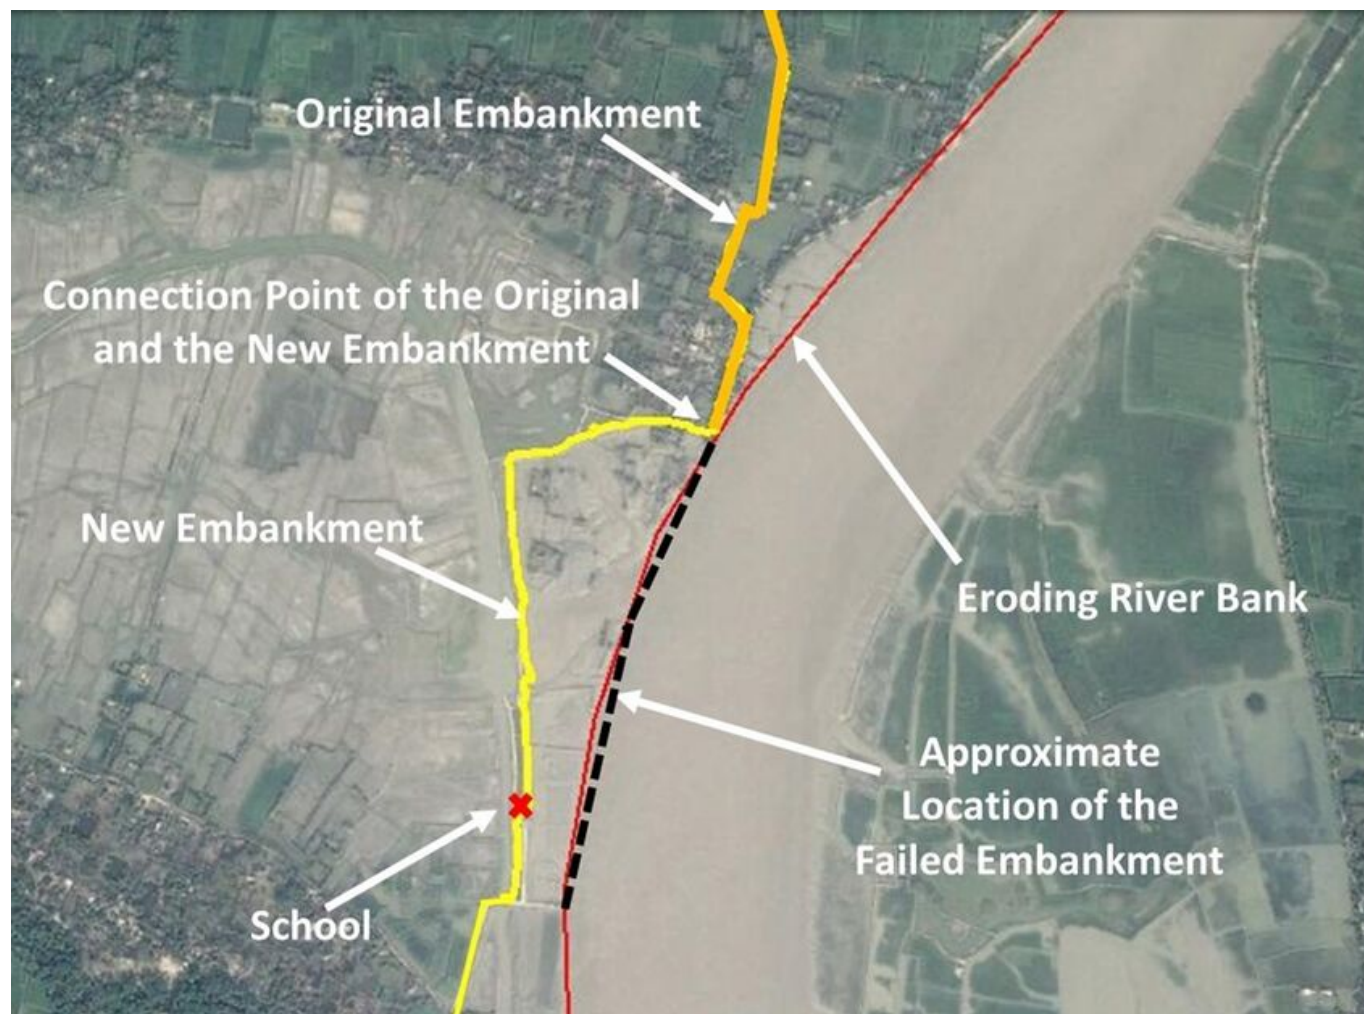 Original Embankment
Connection Point of the Original
and the New Embankment
New Embankment
Eroding River Bank
Approximate
Location of the
Failed Embankment
School